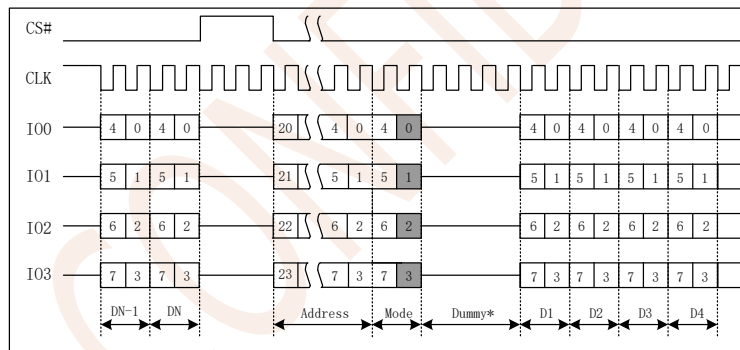 CS#
CLK
IO0 4 0 4 0 20 4 0 4 0 4 0 4 0 4 0 4 0
IO1 5 1 5 1 21 5 1 5 1 5 1 5 1 5 1 5 1
IO2 6 2 6 2 22 6 2 6 2 6 2 6 2 6 2 6 2
IO3 7 3 7 3 23 7 3 7 3 7 3 7 3 7 3 7 3
DN-1 DN Address Mode Dummy* D1 D2 D3 D4